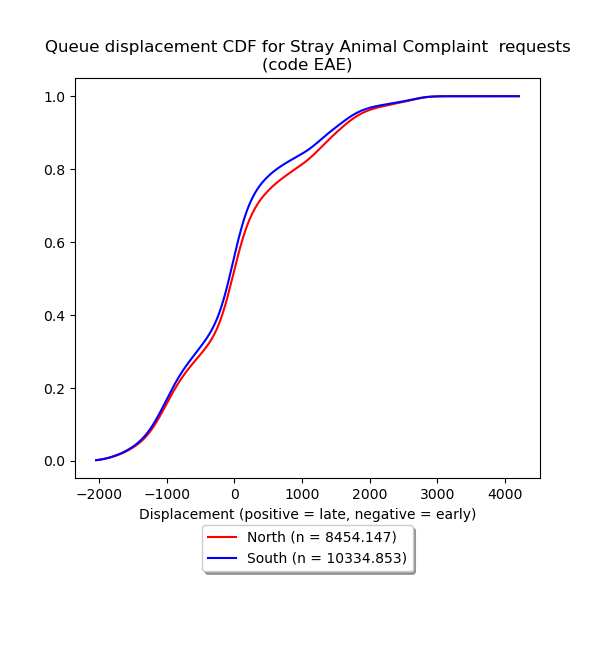 Queue displacement CDF for Stray Animal Complaint  requests
(code EAE)
1.0
0.8
0.6
0.4
0.2
0.0
−2000 −1000 0 1000 2000 3000 4000
Displacement (positive = late, negative = early)
North (n = 8454.147)
South (n = 10334.853)